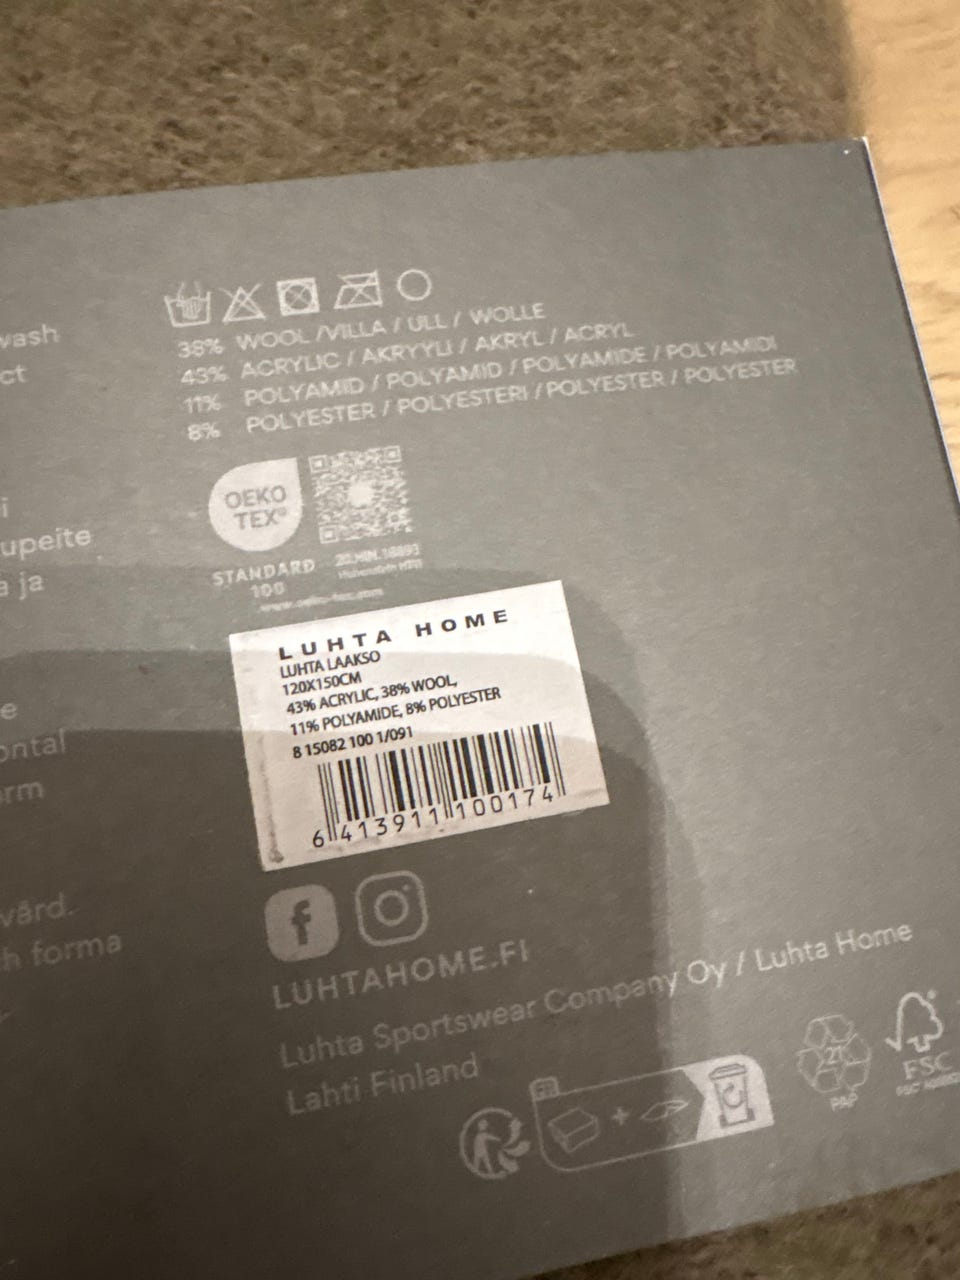 wash
ct
i
upeite
a ja
e
ontal
orm
vård.
h forma
38% WOOL / VILLA / ULL / WOLLE
43% ACRYLIC / AKRYYLI / AKRYL / ACRYL
11% POLYAMID / POLYAMID / POLYAMIDE / POLYAMIDI
8% POLYESTER / POLYESTERI / POLYESTER / POLYESTER
OEKO
TEX®
STANDARD
100
LUHTA HOME
LUHTA LAAKSO
120X150CM
43% ACRYLIC, 38% WOOL,
11% POLYAMIDE, 8% POLYESTER
8 15082 100 1/091
6 413911 100174
LUHTAHOME.FI
Luhta Sportswear Company Oy / Luhta Home
Lahti Finland
21
PAP
FSC